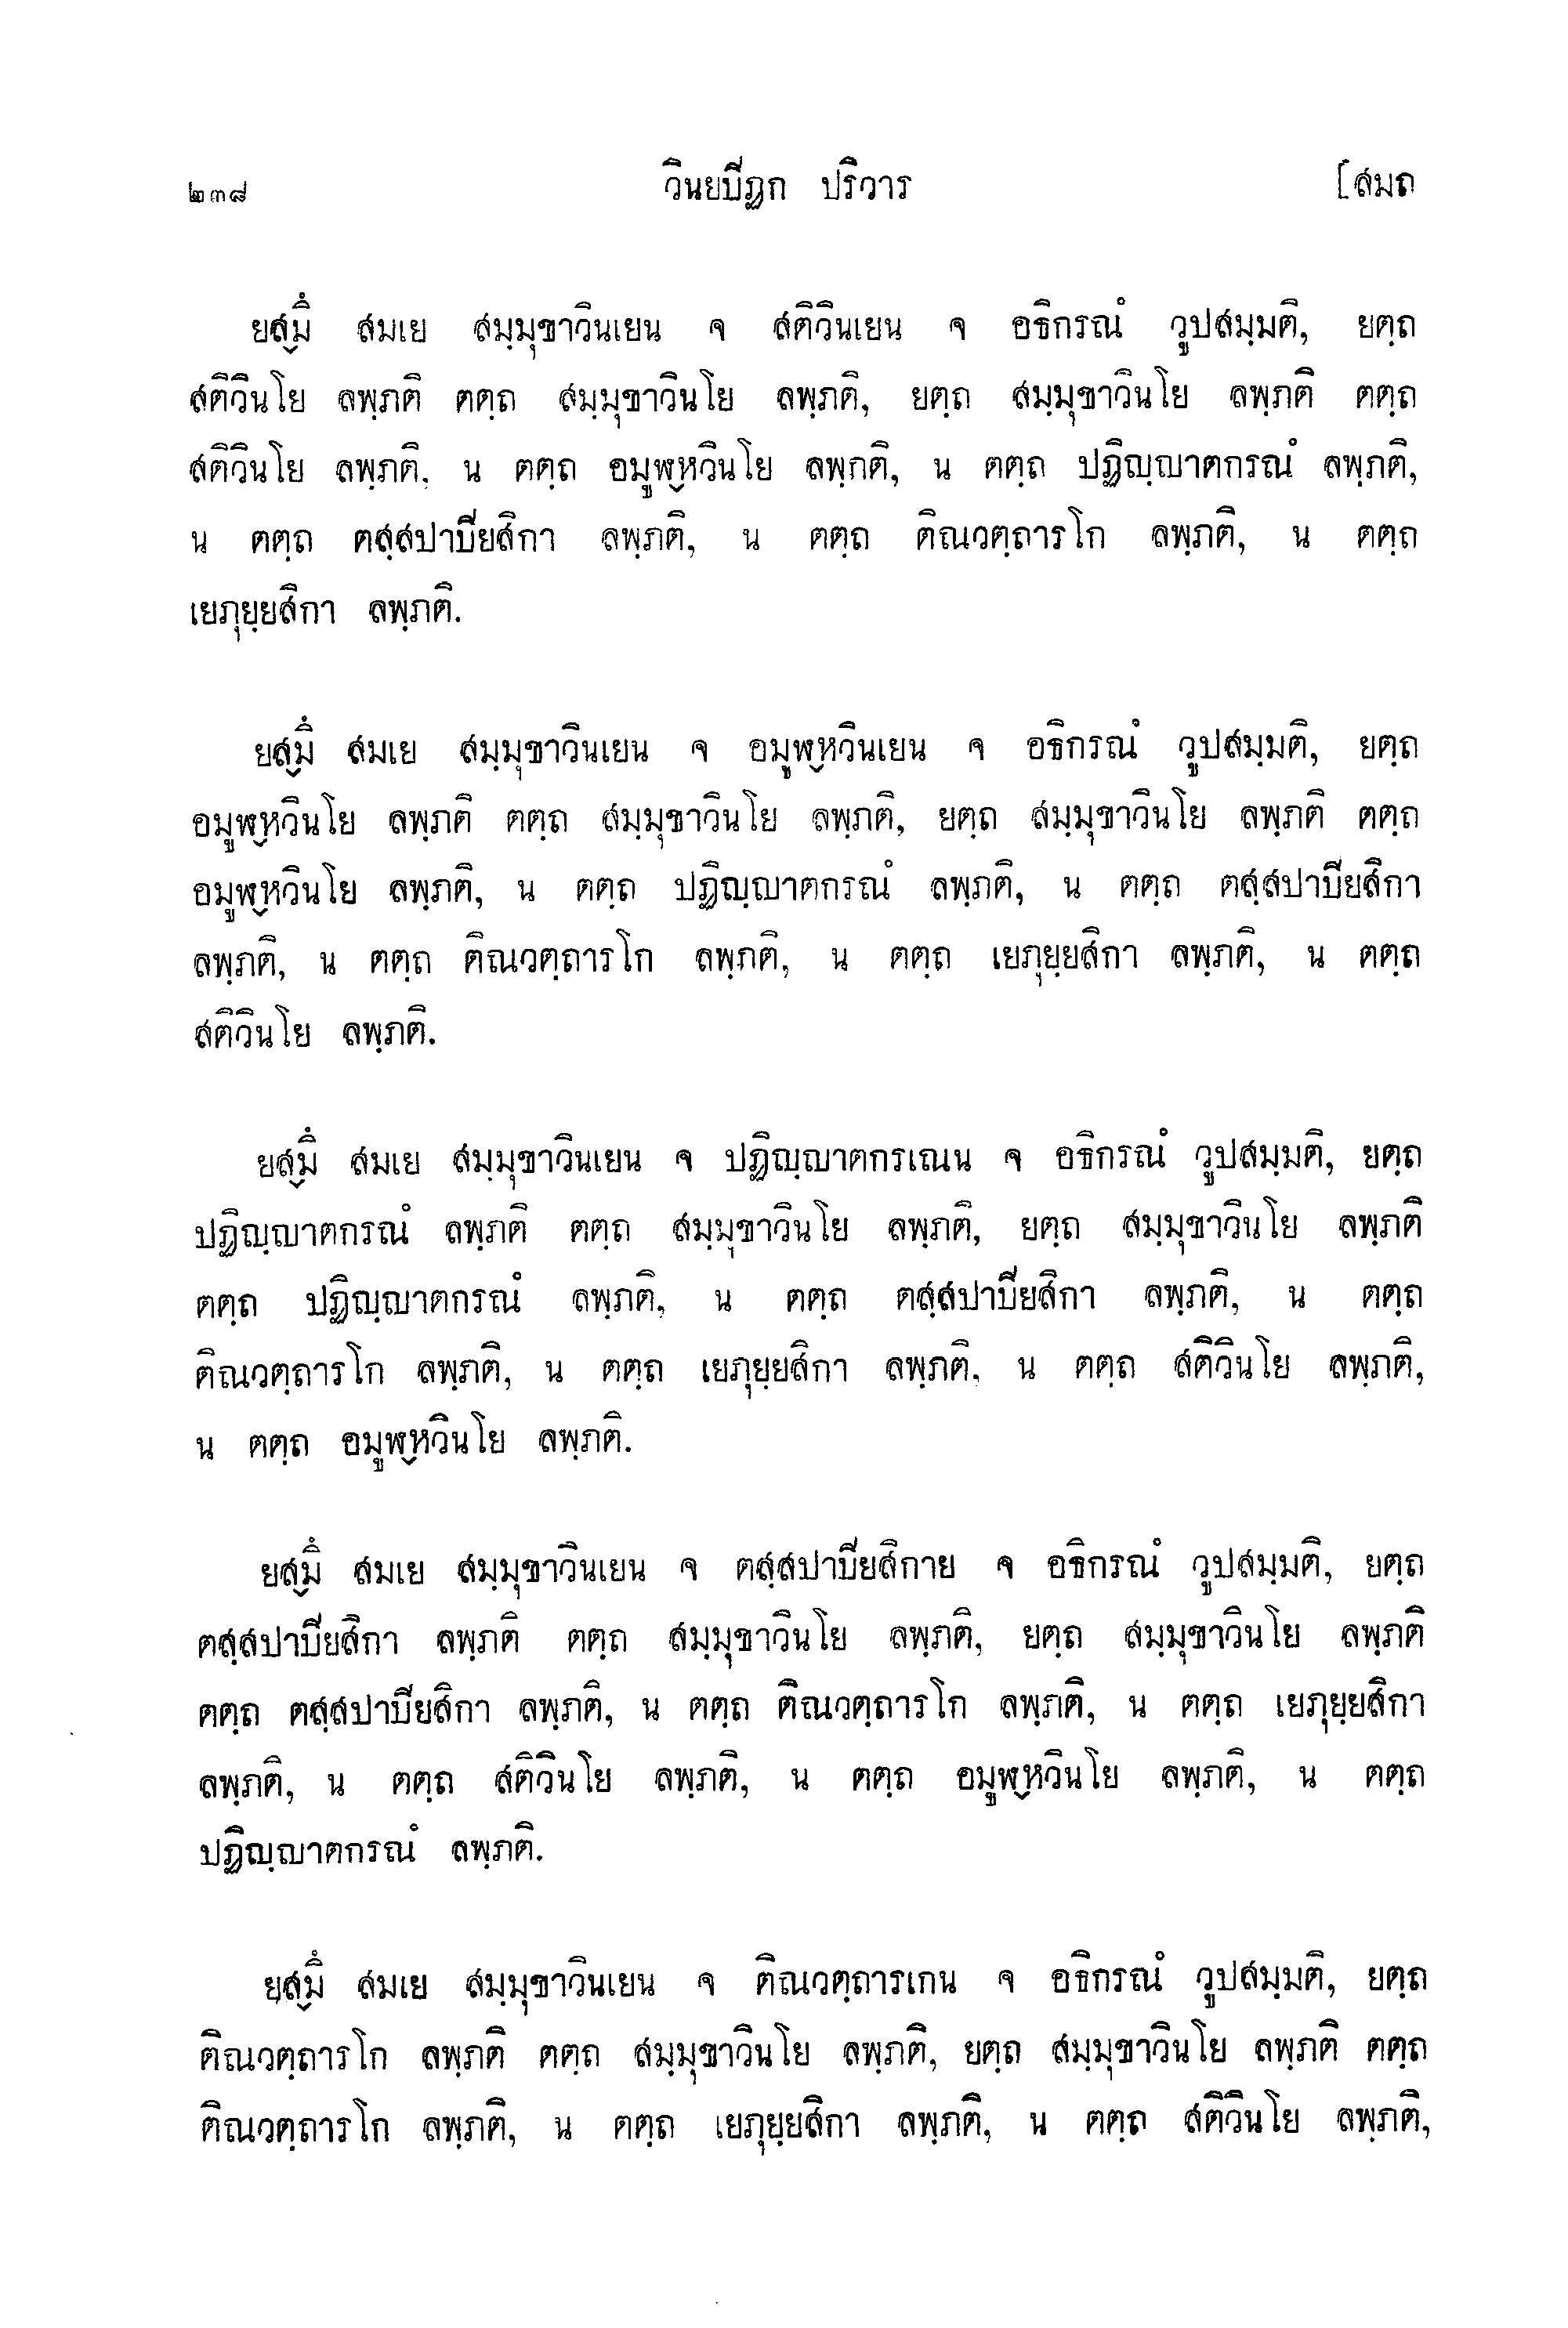 ๒๓๘ วินยปิฏก ปริวาร [สมถ
ยสฺมึ สมเย สมฺมุขาวินเยน จ สติวินเยน จ อธิกรณํ วูปสมฺมติ, ยตฺถ
สติวินโย ลพฺภติ ตตฺถ สมฺมุขาวินโย ลพฺภติ, ยตฺถ สมฺมุขาวินโย ลพฺภติ ตตฺถ
สติวินโย ลพฺภติ, น ตตฺถ อมูฬฺหวินโย ลพฺภติ, น ตตฺถ ปฏิญฺญาตกรณํ ลพฺภติ,
น ตตฺถ ตสฺสปาปียสิกา ลพฺภติ, น ตตฺถ ติณวตฺถารโก ลพฺภติ, น ตตฺถ
เยภุยฺยสิกา ลพฺภติ.
ยสฺมึ สมเย สมฺมุขาวินเยน จ อมูฬฺหวินเยน จ อธิกรณํ วูปสมฺมติ, ยตฺถ
อมูฬฺหวินโย ลพฺภติ ตตฺถ สมฺมุขาวินโย ลพฺภติ, ยตฺถ สมฺมุขาวินโย ลพฺภติ ตตฺถ
อมูฬฺหวินโย ลพฺภติ, น ตตฺถ ปฏิญฺญาตกรณํ ลพฺภติ, น ตตฺถ ตสฺสปาปียสิกา
ลพฺภติ, น ตตฺถ ติณวตฺถารโก ลพฺภติ, น ตตฺถ เยภุยฺยสิกา ลพฺภติ, น ตตฺถ
สติวินโย ลพฺภติ.
ยสฺมึ สมเย สมฺมุขาวินเยน จ ปฏิญฺญาตกรเณน จ อธิกรณํ วูปสมฺมติ, ยตฺถ
ปฏิญฺญาตกรณํ ลพฺภติ ตตฺถ สมฺมุขาวินโย ลพฺภติ, ยตฺถ สมฺมุขาวินโย ลพฺภติ
ตตฺถ ปฏิญฺญาตกรณํ ลพฺภติ, น ตตฺถ ตสฺสปาปียสิกา ลพฺภติ, น ตตฺถ
ติณวตฺถารโก ลพฺภติ, น ตตฺถ เยภุยฺยสิกา ลพฺภติ, น ตตฺถ สติวินโย ลพฺภติ,
น ตตฺถ อมูฬฺหวินโย ลพฺภติ.
ยสฺมึ สมเย สมฺมุขาวินเยน จ ตสฺสปาปียสิกาย จ อธิกรณํ วูปสมฺมติ, ยตฺถ
ตสฺสปาปียสิกา ลพฺภติ ตตฺถ สมฺมุขาวินโย ลพฺภติ, ยตฺถ สมฺมุขาวินโย ลพฺภติ
ตตฺถ ตสฺสปาปียสิกา ลพฺภติ, น ตตฺถ ติณวตฺถารโก ลพฺภติ, น ตตฺถ เยภุยฺยสิกา
ลพฺภติ, น ตตฺถ สติวินโย ลพฺภติ, น ตตฺถ อมูฬฺหวินโย ลพฺภติ, น ตตฺถ
ปฏิญฺญาตกรณํ ลพฺภติ.
ยสฺมึ สมเย สมฺมุขาวินเยน จ ติณวตฺถารเกน จ อธิกรณํ วูปสมฺมติ, ยตฺถ
ติณวตฺถารโก ลพฺภติ ตตฺถ สมฺมุขาวินโย ลพฺภติ, ยตฺถ สมฺมุขาวินโย ลพฺภติ ตตฺถ
ติณวตฺถารโก ลพฺภติ, น ตตฺถ เยภุยฺยสิกา ลพฺภติ, น ตตฺถ สติวินโย ลพฺภติ,